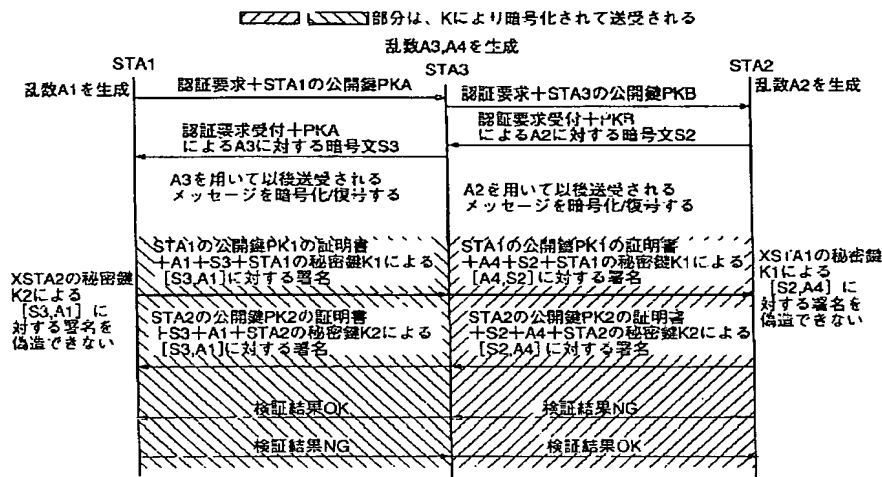 部分は、Kにより暗号化されて送受される
乱数A3,A4を生成
STA1
STA3
STA2
乱数A1を生成
認証要求+STA1の公開鍵PKA
認証要求+STA3の公開鍵PKB
乱数A2を生成
認証要求受付+PKA
によるA3に対する暗号文S3
認証要求受付+PKB
によるA2に対する暗号文S2
A3を用いて以後送受される
メッセージを暗号化/復号する
A2を用いて以後送受される
メッセージを暗号化/復号する
STA1の公開鍵PK1の証明書
+A1+S3+STA1の秘密鍵K1による
[S3,A1]に対する署名
STA1の公開鍵PK1の証明書
+A4+S2+STA1の秘密鍵K1による
[A4,S2]に対する署名
XSTA2の秘密鍵
K2による
[S3,A1]に
対する署名を
偽造できない
XSTA1の秘密鍵
K1による
[S2,A4]に
対する署名を
偽造できない
STA2の公開鍵PK2の証明書
+S3+A1+STA2の秘密鍵K2による
[S3,A1]に対する署名
STA2の公開鍵PK2の証明書
+S2+A4+STA2の秘密鍵K2による
[S2,A4]に対する署名
検証結果OK
検証結果NG
検証結果NG
検証結果OK